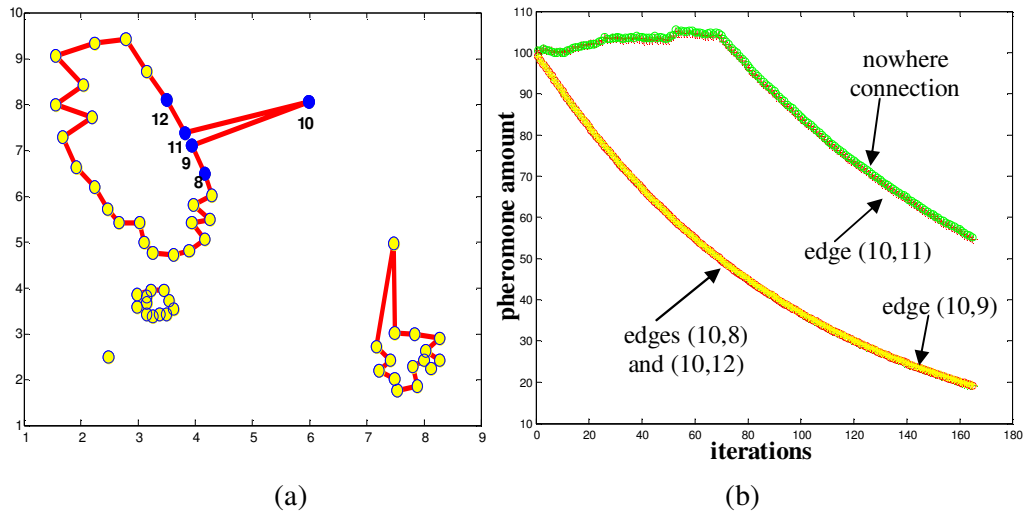 10
9
8
7
6
5
4
3
2
1
1 2 3 4 5 6 7 8 9
12
11
9
8
10
(a)
pheromone amount
110
100
90
80
70
60
50
40
30
20
10
0 20 40 60 80 100 120 140 160 180
iterations
nowhere
connection
edge (10,11)
edge (10,9)
edges (10,8)
and (10,12)
(b)